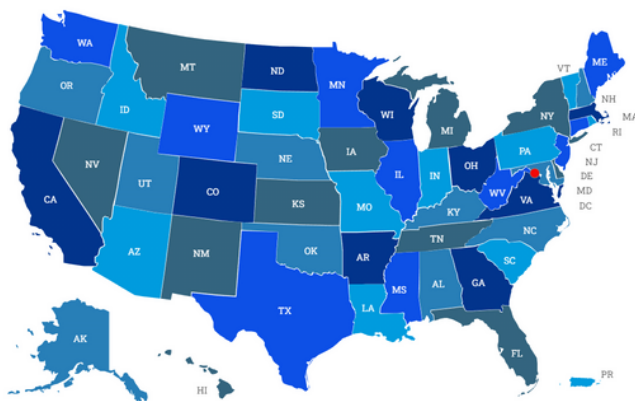 WA
MT
ND
MN
ME
VT
OR
ID
SD
WI
MI
NY
NH
MA
WY
RI
CT
NJ
NV
UT
NE
IA
IL
IN
OH
PA
DE
MD
DC
CA
CO
KS
MO
KY
WV
VA
AZ
NM
OK
AR
TN
NC
SC
TX
LA
MS
AL
GA
FL
AK
HI
PR